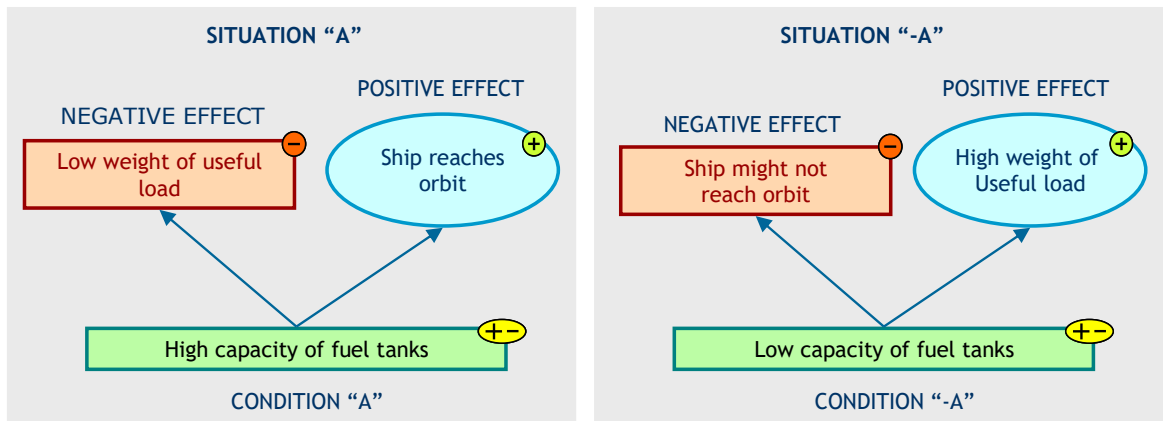 SITUATION “A”
POSITIVE EFFECT
NEGATIVE EFFECT
−
+
Low weight of useful
load
Ship reaches
orbit
+−
High capacity of fuel tanks
CONDITION “A”
SITUATION “-A”
POSITIVE EFFECT
NEGATIVE EFFECT
−
+
Ship might not
reach orbit
High weight of
Useful load
+−
Low capacity of fuel tanks
CONDITION “-A”